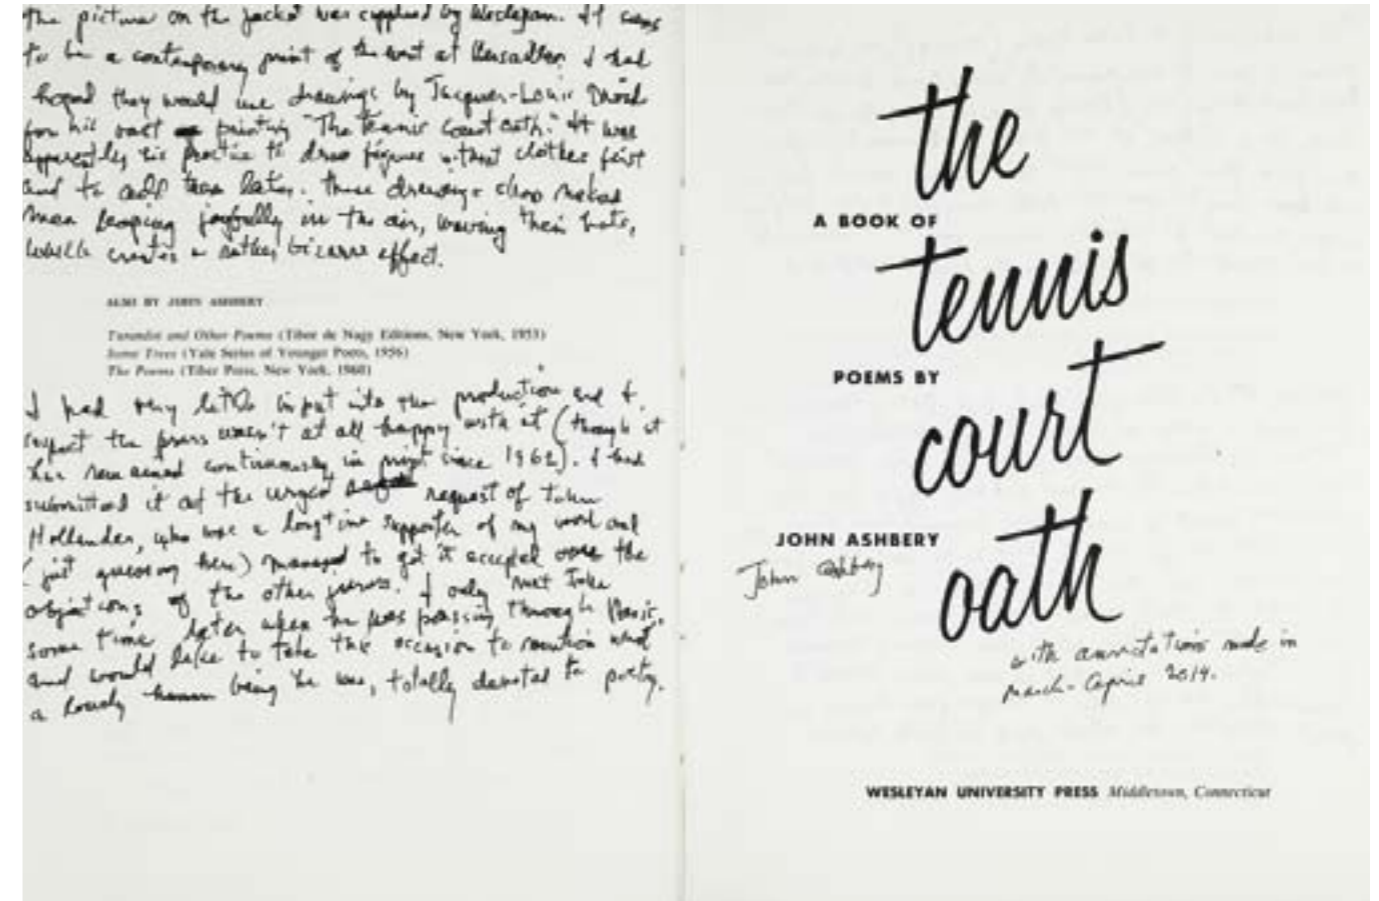 the picture on the jacket was supplied by Wesleyan. It seems
to be a contemporary print of the event at Versailles. I had
hoped they would use drawings by Jacques-Louis David
for his vast painting "The Tennis Court Oath." It was
apparently his practice to draw figures without clothes first
and to add them later. These drawings show naked
men leaping joyfully in the air, waving their hats,
which creates a rather bizarre effect.
ALSO BY JOHN ASHBERY
Turandot and Other Poems (Tibor de Nagy Editions, New York, 1953)
Some Trees (Yale Series of Younger Poets, 1956)
The Poems (Tiber Press, New York, 1960)
I had very little input into the production and I
suspect the press wasn't at all happy with it (though it
has remained continuously in print since 1962). I had
submitted it at the urgent request of John
Hollander, who was a longtime supporter of my work and
(just guessing here) managed to get it accepted over the
objections of the other jurors. I only met
some time later when he was passing through Paris,
and would like to take this occasion to mention what
a lovely human being he was, totally devoted to poetry.
the
A BOOK OF
tennis
POEMS BY
court
JOHN ASHBERY
oath
John Ashbery
with annotations made in
March-April 2014.
WESLEYAN UNIVERSITY PRESS Middletown, Connecticut